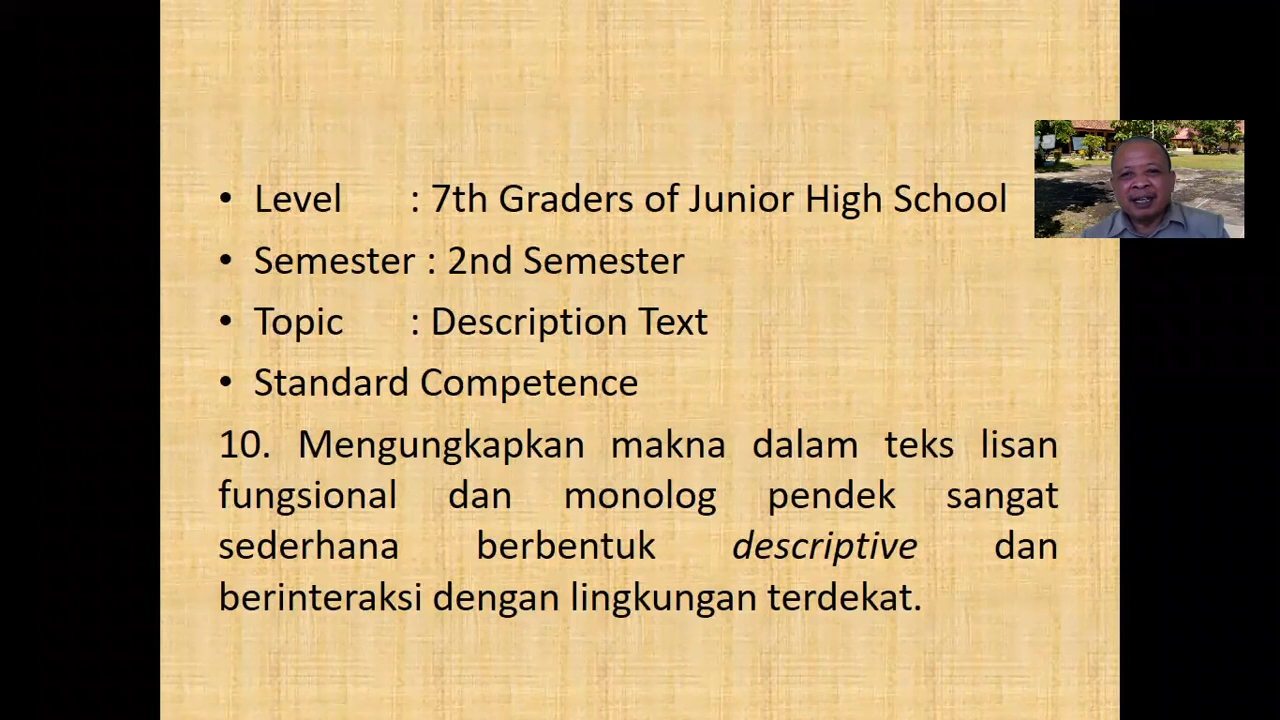 • Level : 7th Graders of Junior High School
• Semester : 2nd Semester
• Topic : Description Text
• Standard Competence
10. Mengungkapkan makna dalam teks lisan
fungsional dan monolog pendek sangat
sederhana berbentuk descriptive dan
berinteraksi dengan lingkungan terdekat.